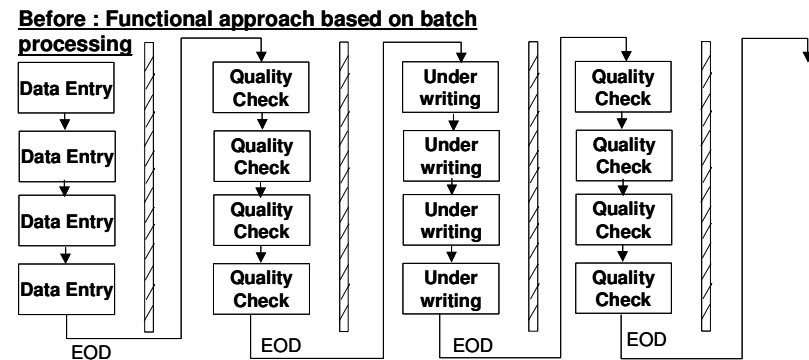 Before : Functional approach based on batch
processing
Data Entry
Data Entry
Data Entry
Data Entry
EOD
Quality
Check
Quality
Check
Quality
Check
Quality
Check
EOD
Under
writing
Under
writing
Under
writing
Under
writing
EOD
Quality
Check
Quality
Check
Quality
Check
Quality
Check
EOD